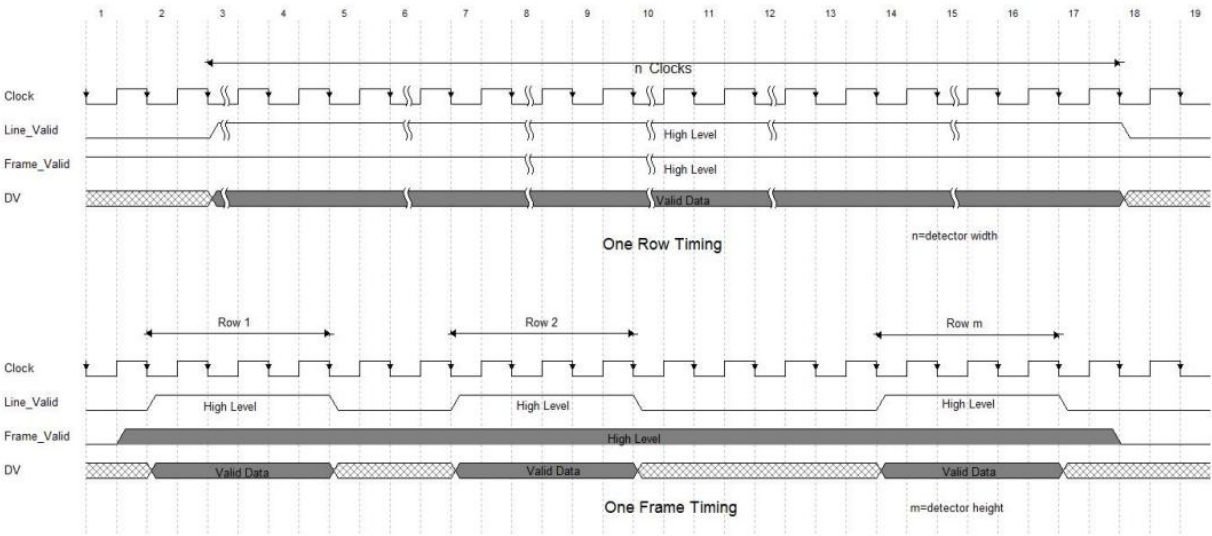 1 2 3 4 5 6 7 8 9 10 11 12 13 14 15 16 17 18 19
n Clocks
Clock
Line_Valid
High Level
Frame_Valid
High Level
DV
Valid Data
One Row Timing
n=detector width
Row 1 Row 2 Row m
Clock
Line_Valid
High Level High Level High Level
Frame_Valid
High Level
DV
Valid Data Valid Data Valid Data
One Frame Timing
m=detector height